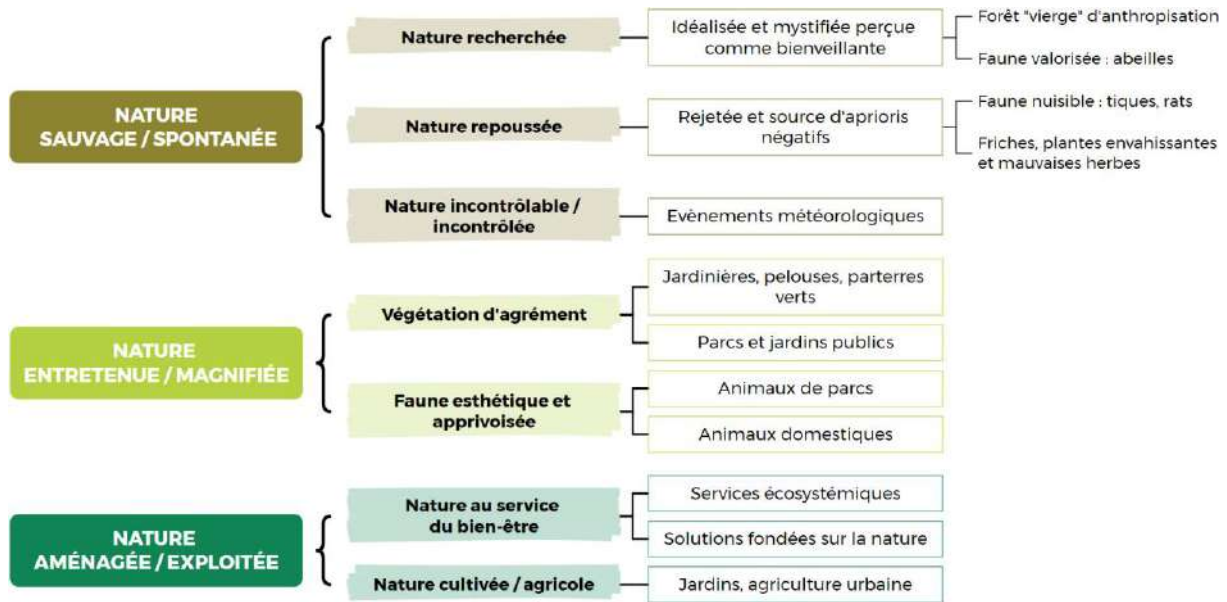 NATURE
SAUVAGE / SPONTANÉE
Nature recherchée
Idéalisée et mystifiée perçue
comme bienveillante
Forêt "vierge" d'anthropisation
Faune valorisée : abeilles
Nature repoussée
Rejetée et source d'aprioris
négatifs
Faune nuisible : tiques, rats
Friches, plantes envahissantes
et mauvaises herbes
Nature incontrôlable /
incontrôlée
Evènements météorologiques
NATURE
ENTRETENUE / MAGNIFIÉE
Végétation d'agrément
Jardinières, pelouses, parterres
verts
Parcs et jardins publics
Faune esthétique et
apprivoisée
Animaux de parcs
Animaux domestiques
NATURE
AMÉNAGÉE / EXPLOITÉE
Nature au service
du bien-être
Services écosystémiques
Solutions fondées sur la nature
Nature cultivée / agricole
Jardins, agriculture urbaine